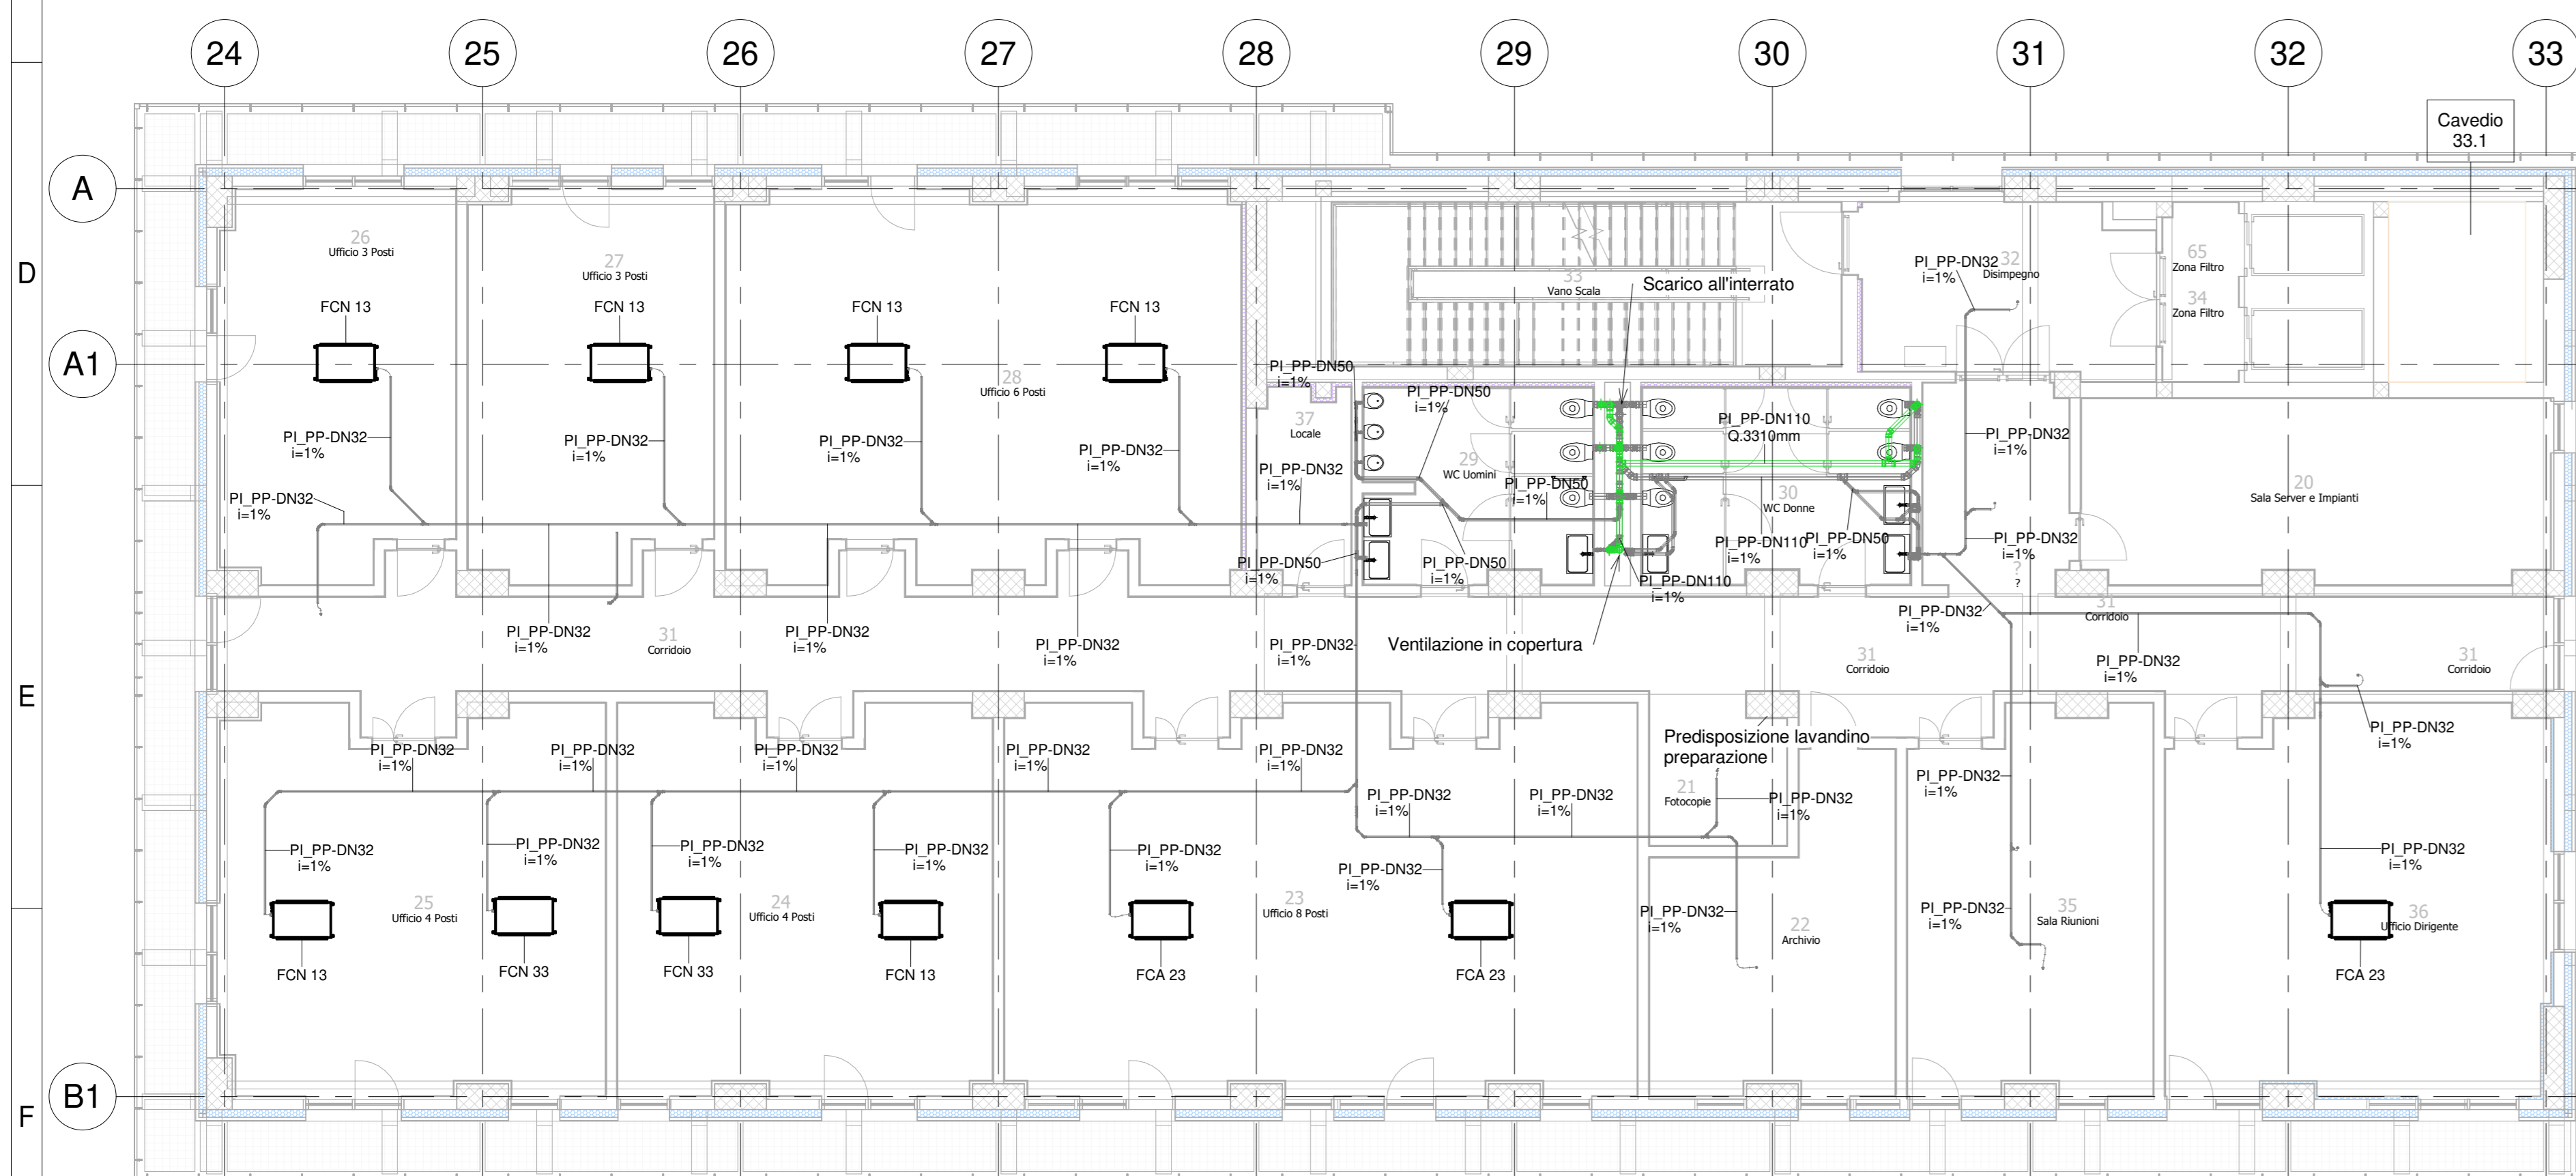 24
25
26
27
28
29
30
31
32
33
Cavedio
33.1
A
D
26
Ufficio 3 Posti
27
Ufficio 3 Posti
33
Vano Scala
Scarico all'interrato
PI_PP-DN32
i=1%
32
Disimpegno
65
Zona Filtro
34
Zona Filtro
FCN 13
FCN 13
FCN 13
FCN 13
A1
28
Ufficio 6 Posti
PI_PP-DN50
i=1%
PI_PP-DN50
i=1%
37
Locale
PI_PP-DN110
Q.3310mm
PI_PP-DN32
i=1%
PI_PP-DN32
i=1%
PI_PP-DN32
i=1%
PI_PP-DN32
i=1%
PI_PP-DN32
i=1%
PI_PP-DN32
i=1%
29
WC Uomini
PI_PP-DN50
i=1%
30
WC Donne
20
Sala Server e Impianti
PI_PP-DN32
i=1%
PI_PP-DN50
i=1%
PI_PP-DN50
i=1%
PI_PP-DN110
i=1%
PI_PP-DN50
i=1%
PI_PP-DN32
i=1%
PI_PP-DN110
i=1%
?
?
PI_PP-DN32
i=1%
31
Corridoio
PI_PP-DN32
i=1%
31
Corridoio
PI_PP-DN32
i=1%
PI_PP-DN32
i=1%
PI_PP-DN32
i=1%
Ventilazione in copertura
31
Corridoio
PI_PP-DN32
i=1%
31
Corridoio
E
PI_PP-DN32
i=1%
PI_PP-DN32
i=1%
PI_PP-DN32
i=1%
PI_PP-DN32
i=1%
PI_PP-DN32
i=1%
Predisposizione lavandino
preparazione
PI_PP-DN32
i=1%
PI_PP-DN32
i=1%
PI_PP-DN32
i=1%
PI_PP-DN32
i=1%
21
Fotocopie
PI_PP-DN32
i=1%
PI_PP-DN32
i=1%
PI_PP-DN32
i=1%
PI_PP-DN32
i=1%
PI_PP-DN32
i=1%
PI_PP-DN32
i=1%
PI_PP-DN32
i=1%
PI_PP-DN32
i=1%
25
Ufficio 4 Posti
24
Ufficio 4 Posti
23
Ufficio 8 Posti
PI_PP-DN32
i=1%
22
Archivio
PI_PP-DN32
i=1%
35
Sala Riunioni
36
Ufficio Dirigente
FCN 13
FCN 33
FCN 33
FCN 13
FCA 23
FCA 23
FCA 23
B1
F